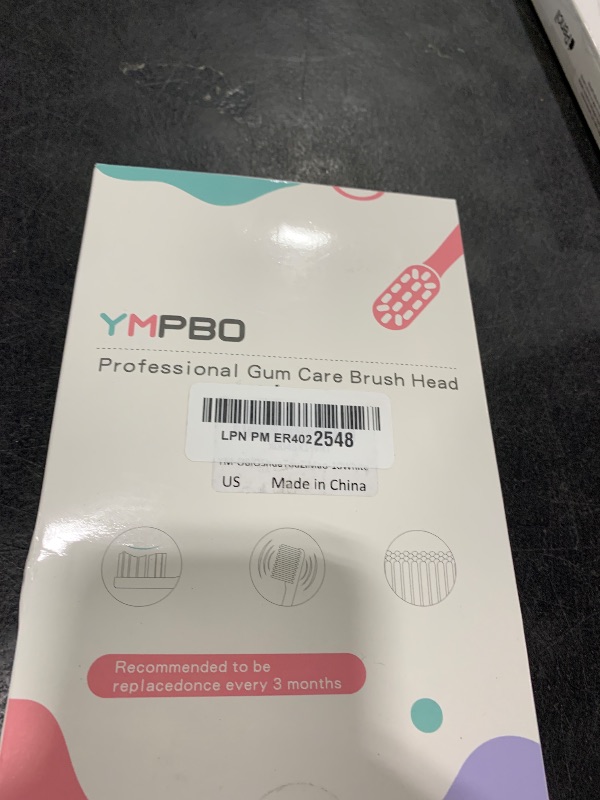 Pencil
YMPBO
Professional Gum Care Brush Head
LPN PM ER4022548
US Made in China
Recommended to be
replacedonce every 3 months